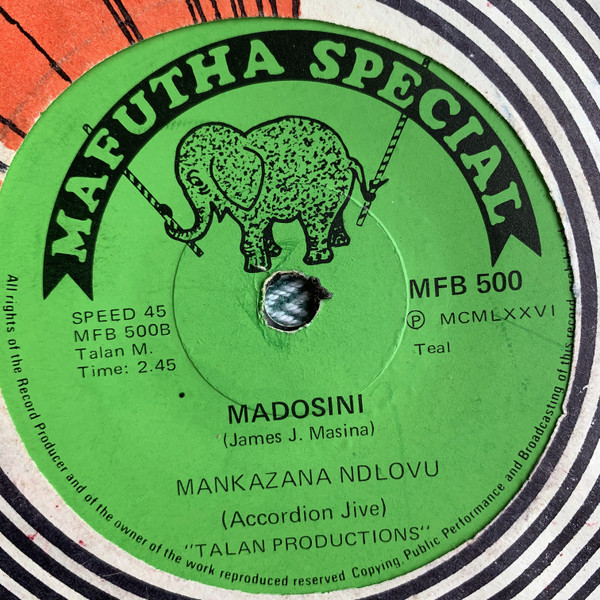 MAFUTHA SPECIAL
MFB 500
Ⓟ MCMLXXVI
Teal
SPEED 45
MFB 500B
Talan M.
Time: 2.45
MADOSINI
(James J. Masina)
MANKAZANA NDLOVU
(Accordion Jive)
"TALAN PRODUCTIONS"
All rights of the Record Producer and of the owner of the work reproduced reserved Copying, Public Performance and Broadcasting of this record